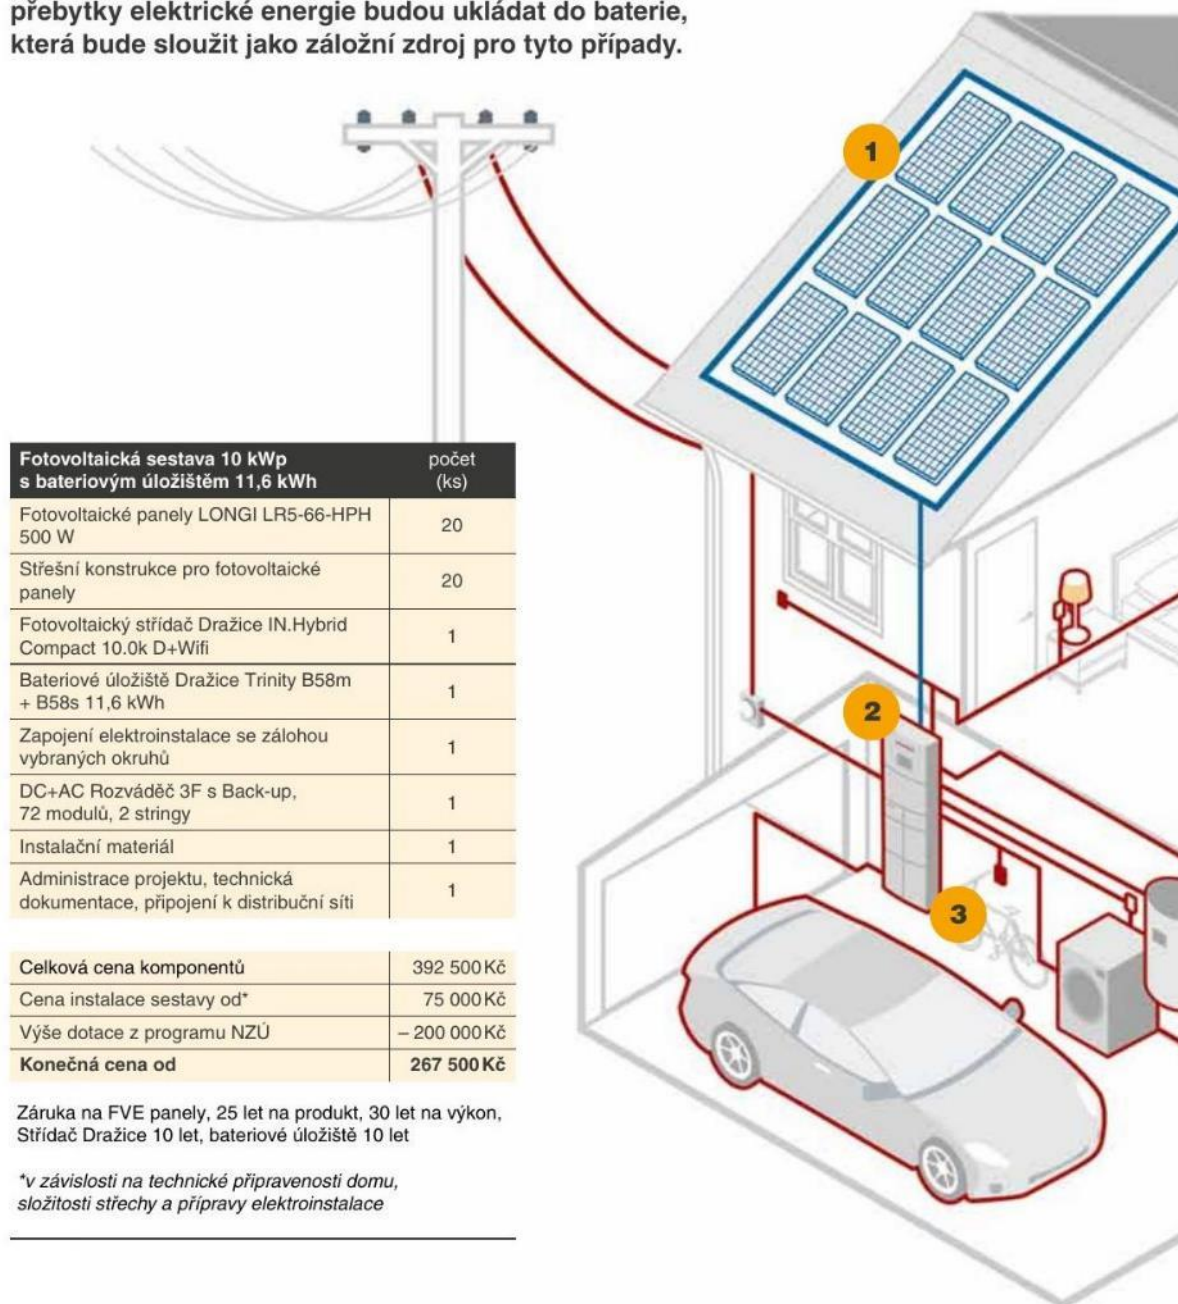 přebytky elektrické energie budou ukládat do baterie,
která bude sloužit jako záložní zdroj pro tyto případy.
1
2
3
Fotovoltaická sestava 10 kWp
s bateriovým úložištěm 11,6 kWh
počet
(ks)
Fotovoltaické panely LONGI LR5-66-HPH
500 W
20
Střešní konstrukce pro fotovoltaické
panely
20
Fotovoltaický střídač Dražice IN.Hybrid
Compact 10.0k D+Wifi
1
Bateriové úložiště Dražice Trinity B58m
+ B58s 11,6 kWh
1
Zapojení elektroinstalace se zálohou
vybraných okruhů
1
DC+AC Rozváděč 3F s Back-up,
72 modulů, 2 stringy
1
Instalační materiál 1
Administrace projektu, technická
dokumentace, připojení k distribuční síti
1
Celková cena komponentů 392 500 Kč
Cena instalace sestavy od* 75 000 Kč
Výše dotace z programu NZÚ – 200 000 Kč
Konečná cena od 267 500 Kč
Záruka na FVE panely, 25 let na produkt, 30 let na výkon,
Střídač Dražice 10 let, bateriové úložiště 10 let
*v závislosti na technické připravenosti domu,
složitosti střechy a přípravy elektroinstalace